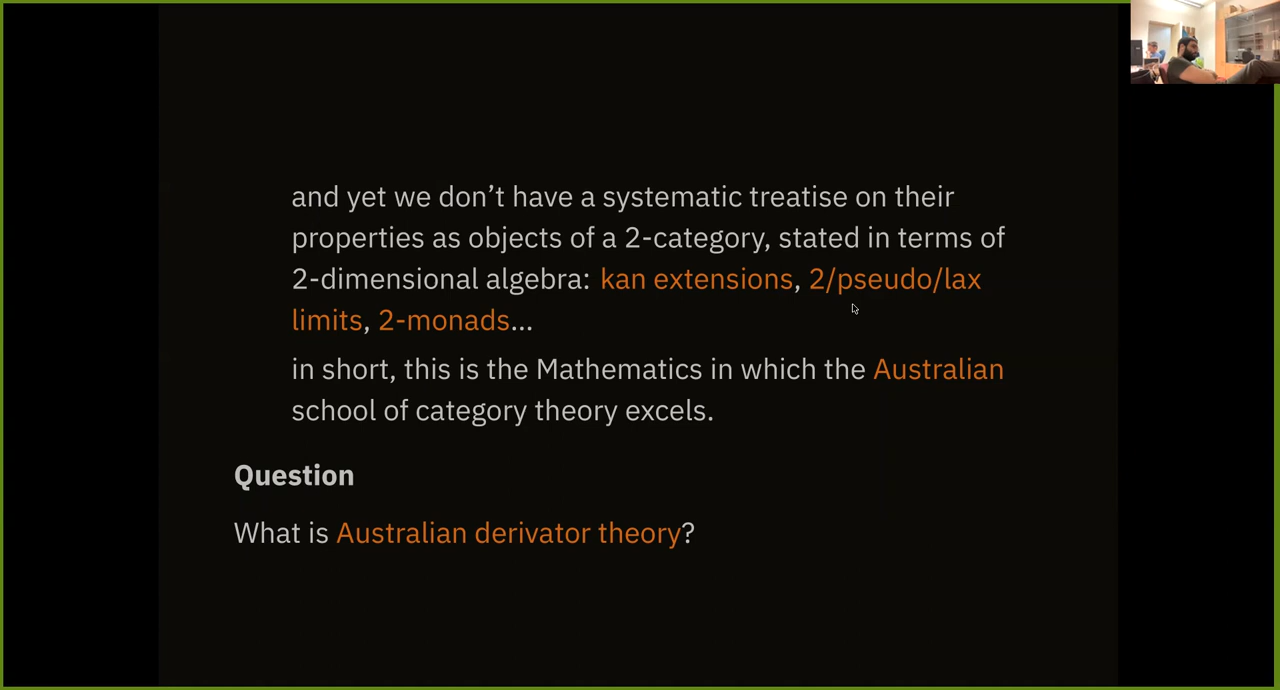 and yet we don’t have a systematic treatise on their
properties as objects of a 2-category, stated in terms of
2-dimensional algebra: kan extensions, 2/pseudo/lax
limits, 2-monads...
in short, this is the Mathematics in which the Australian
school of category theory excels.
Question
What is Australian derivator theory?